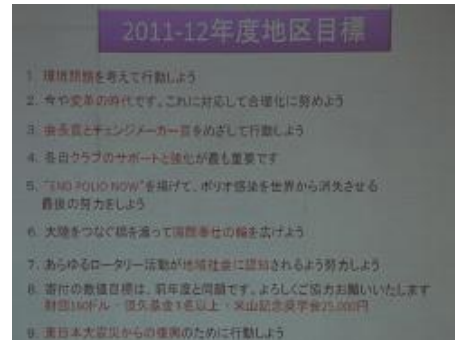 2011-12年度地区目標
1. 環境問題を考えて行動しよう
2. 今や変革の時代です。これに対応して合理化に努めよう
3. 会長賞とチェンジメーカー賞をめざして行動しよう
4. 各自クラブのサポートと強化が最も重要です
5. "END POLIO NOW"を掲げて、ポリオ感染を世界から消失させる
最後の努力をしよう
6. 大陸をつなぐ橋を渡って国際奉仕の輪を広げよう
7. あらゆるロータリー活動が地域社会に認知されるよう努力しよう
8. 寄付の数値目標は、前年度と同額です。よろしくご協力お願いいたします
財団160ドル・恒久基金1名以上・米山記念奨学会25,000円
9. 東日本大震災からの復興のために行動しよう